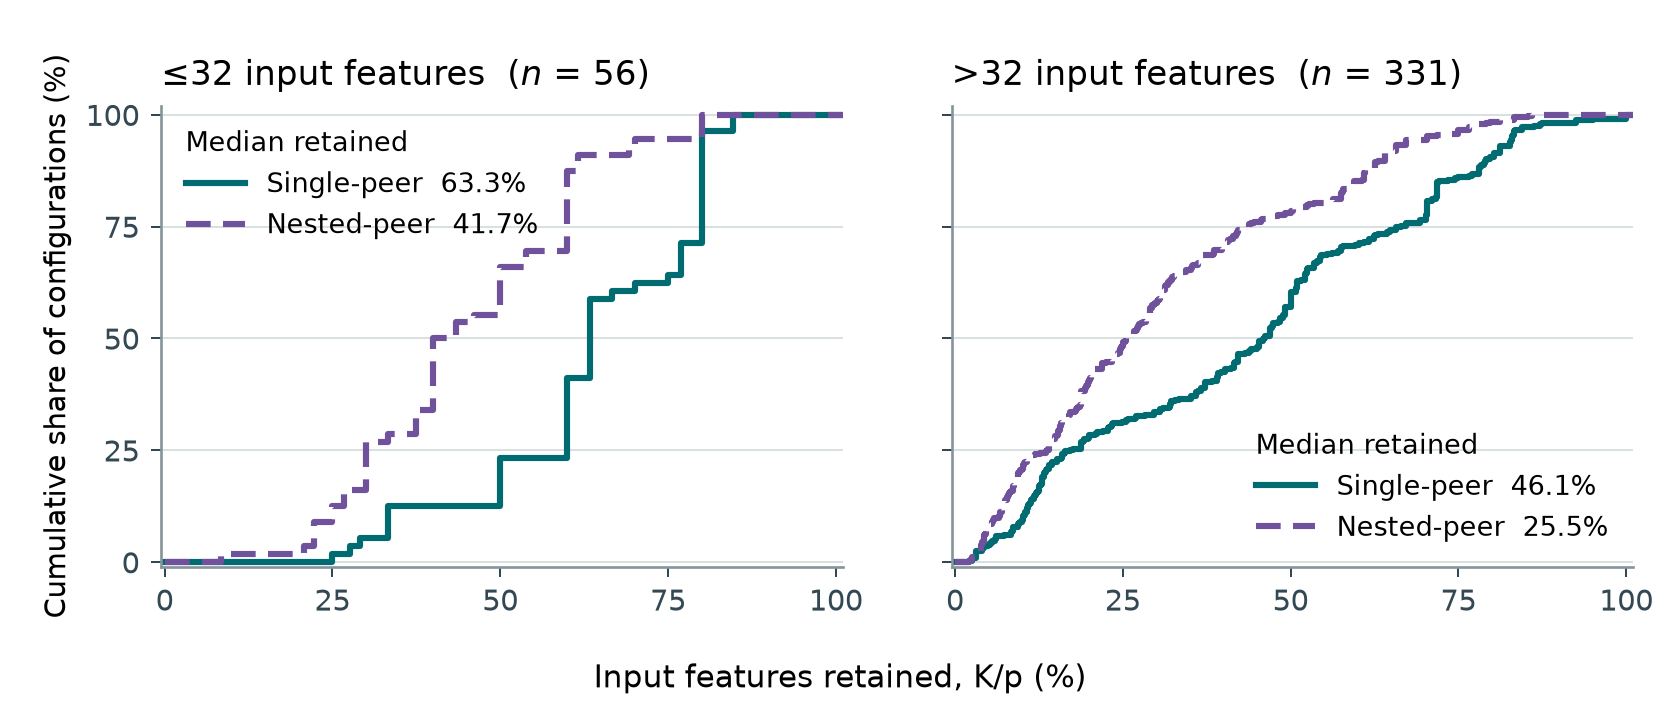 ≤32 input features (n = 56)
>32 input features (n = 331)
Cumulative share of configurations (%)
100
75
50
25
0
Median retained
Single-peer 63.3%
Nested-peer 41.7%
Median retained
Single-peer 46.1%
Nested-peer 25.5%
0 25 50 75 100
0 25 50 75 100
Input features retained, K/p (%)